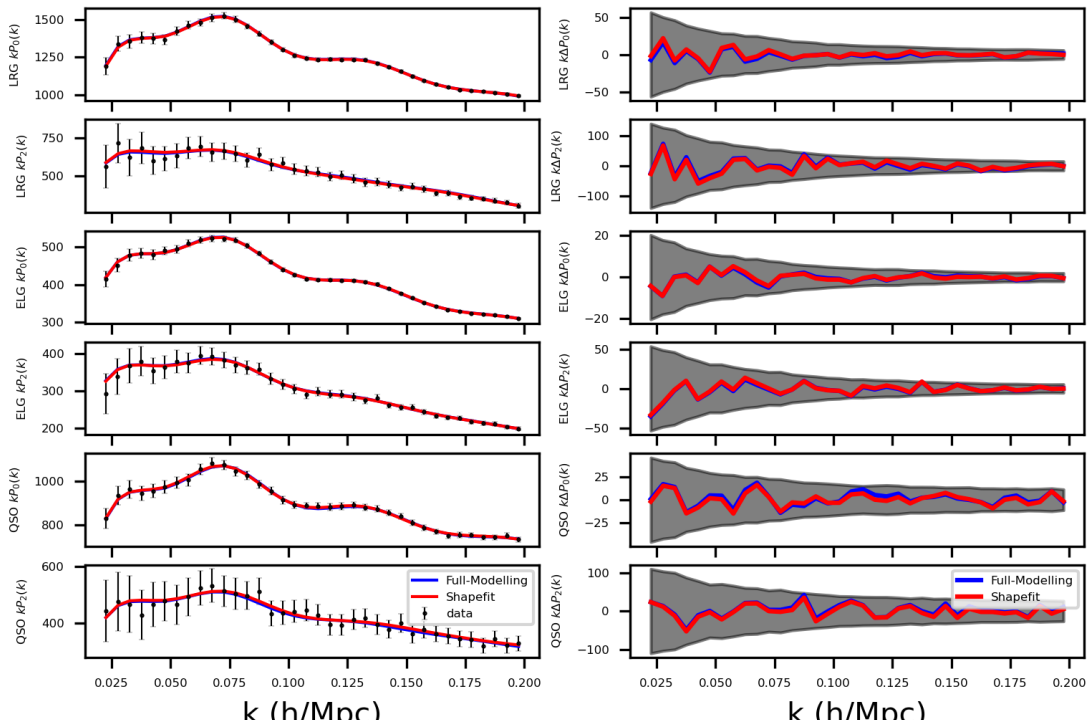 LRG kP₀(k)
1500
1250
1000
LRG kΔP₀(k)
50
0
−50
LRG kP₂(k)
750
500
LRG kΔP₂(k)
100
0
−100
ELG kP₀(k)
500
400
300
ELG kΔP₀(k)
20
0
−20
ELG kP₂(k)
400
300
200
ELG kΔP₂(k)
50
0
−50
QSO kP₀(k)
1000
800
QSO kΔP₀(k)
25
0
−25
QSO kP₂(k)
600
400
Full-Modelling
Shapefit
data
QSO kΔP₂(k)
100
0
−100
Full-Modelling
Shapefit
0.025 0.050 0.075 0.100 0.125 0.150 0.175 0.200
0.025 0.050 0.075 0.100 0.125 0.150 0.175 0.200
k (h/Mpc)
k (h/Mpc)